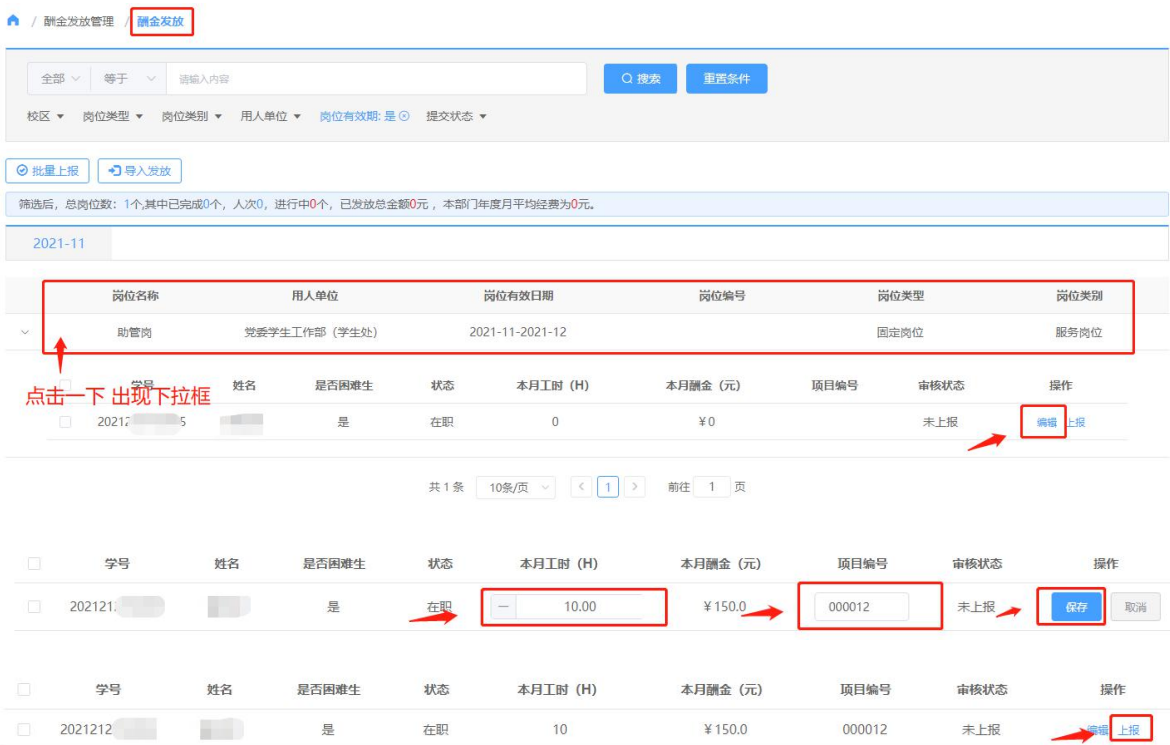 / 酬金发放管理 / 酬金发放
全部 等于 请输入内容 搜索 重置条件
校区 岗位类型 岗位类别 用人单位 岗位有效期: 是 提交状态
批量上报 导入发放
筛选后，总岗位数：1个,其中已完成0个，人次0，进行中0个，已发放总金额0元 ，本部门年度月平均经费为0元。
2021-11
岗位名称 用人单位 岗位有效日期 岗位编号 岗位类型 岗位类别
助管岗 党委学生工作部（学生处） 2021-11-2021-12 固定岗位 服务岗位
点击一下 出现下拉框
学号 姓名 是否困难生 状态 本月工时（H） 本月酬金（元） 项目编号 审核状态 操作
20212 5 是 在职 0 ¥0 未上报 编辑 上报
共 1 条 10条/页 < 1 > 前往 1 页
学号 姓名 是否困难生 状态 本月工时（H） 本月酬金（元） 项目编号 审核状态 操作
202121 是 在职 — 10.00 ¥150.0 000012 未上报 保存 取消
学号 姓名 是否困难生 状态 本月工时（H） 本月酬金（元） 项目编号 审核状态 操作
2021212 是 在职 10 ¥150.0 000012 未上报 编辑 上报